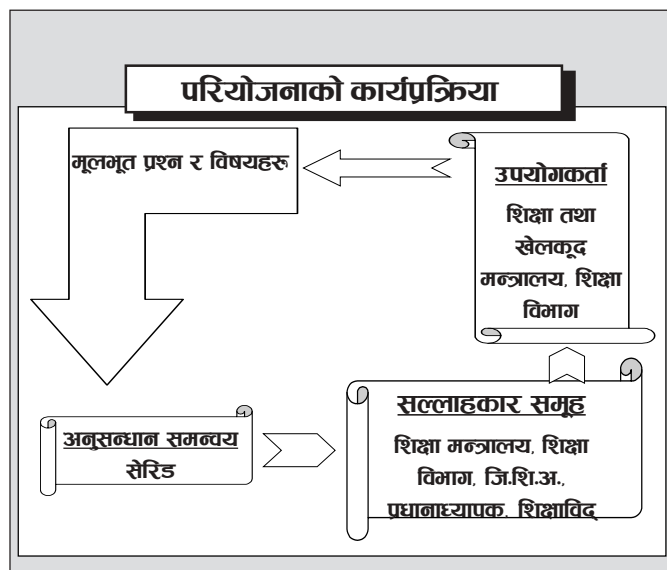 परियोजनाको कार्यप्रक्रिया
मूलभूत प्रश्न र विषयहरु
उपयोगकर्ता
शिक्षा तथा
खेलकूद
मन्त्रालय, शिक्षा
विभाग
अनुसन्धान समन्वय
सेरिड
सल्लाहकार समूह
शिक्षा मन्त्रालय, शिक्षा
विभाग, जि.शि.अ.,
प्रधानाध्यापक, शिक्षाविद्